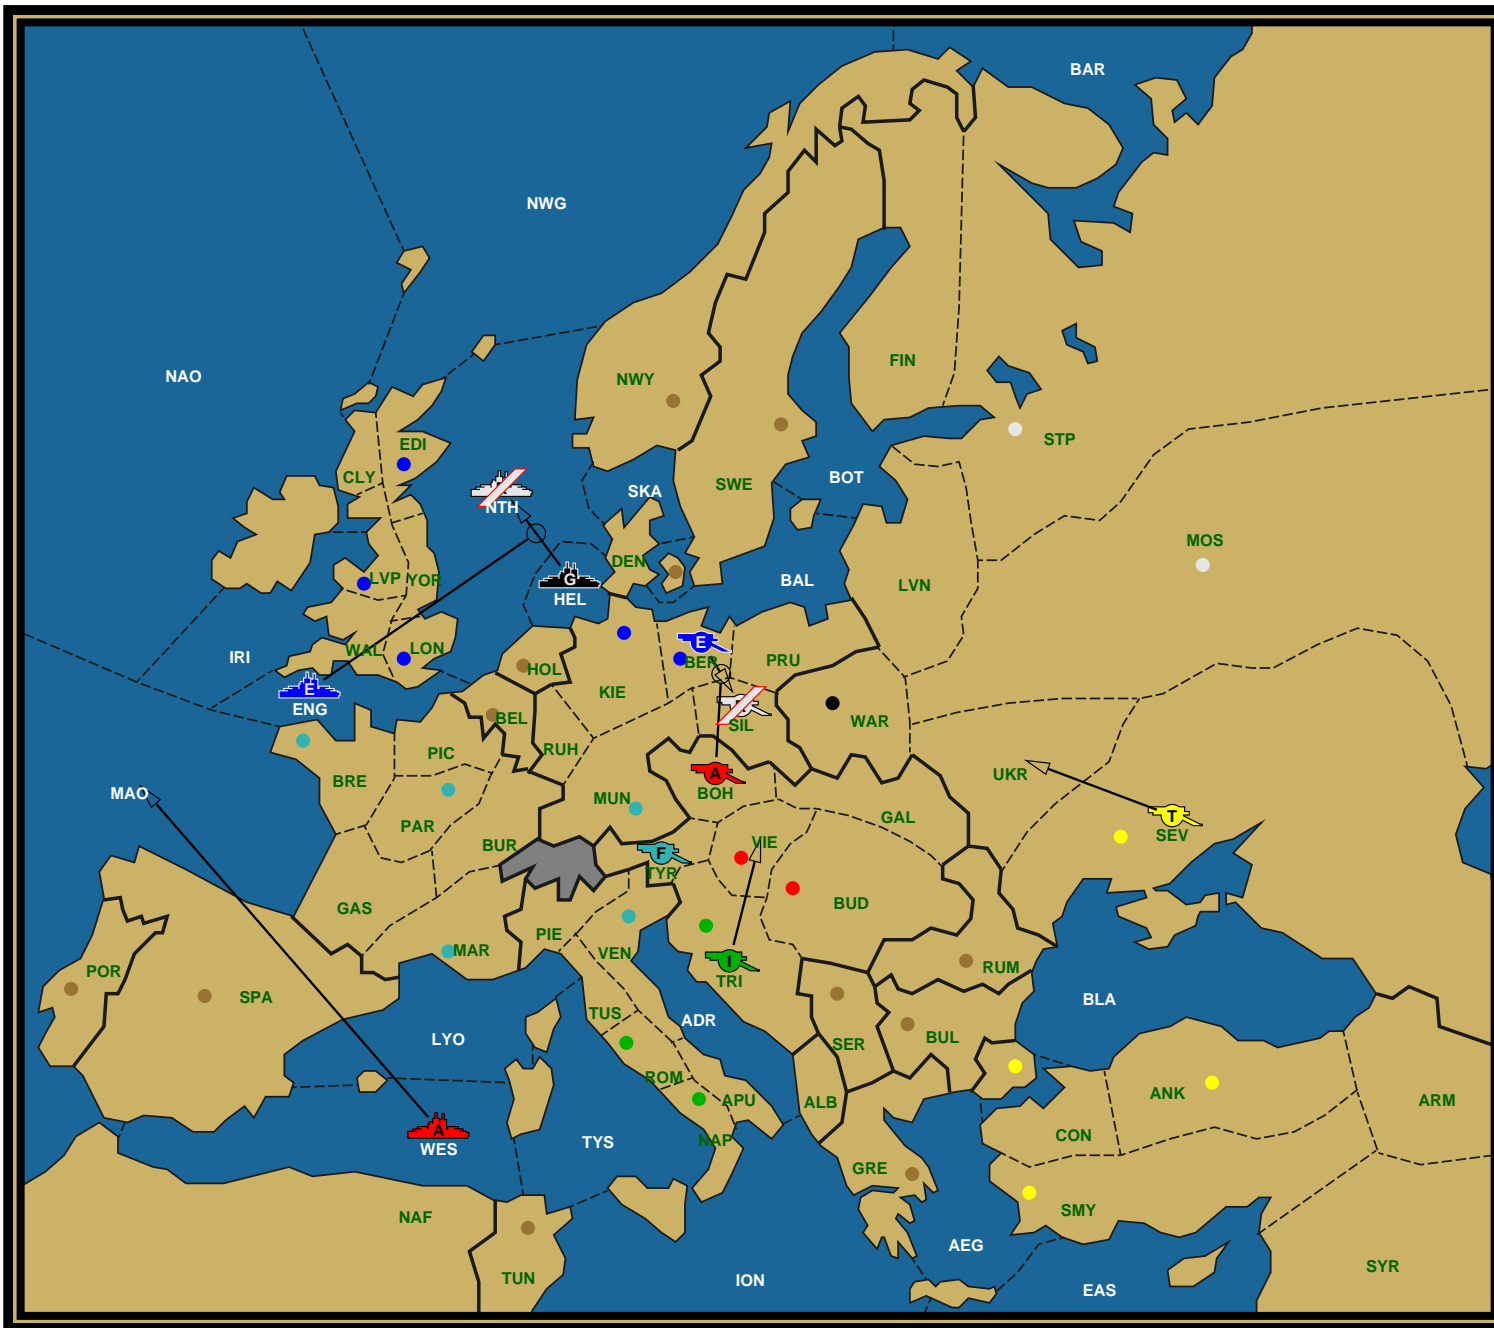 BAR
NWG
NAO
FIN
NWY
STP
EDI
CLY
SWE
BOT
SKA
NTH
MOS
DEN
G
HEL
BAL
LVN
LVP
YOR
IRI
WAL
LON
HOL
E
BER
PRU
KIE
E
ENG
BEL
SIL
WAR
PIC
RUH
BRE
A
BOH
UKR
MAO
MUN
T
SEV
GAL
PAR
BUR
VIE
F
TYR
BUD
GAS
PIE
VEN
MAR
I
TRI
RUM
POR
SPA
BLA
TUS
ADR
LYO
SER
BUL
ROM
APU
ALB
ANK
ARM
A
WES
TYS
NAP
CON
GRE
SMY
NAF
AEG
SYR
TUN
ION
EAS